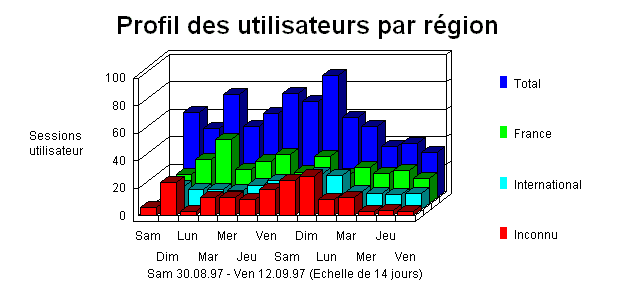 Profil des utilisateurs par région
100
80
60
40
20
0
Sessions
utilisateur
Total
France
International
Inconnu
Sam Lun Mer Ven Dim Mar Jeu
Dim Mar Jeu Sam Lun Mer Ven
Sam 30.08.97 - Ven 12.09.97 (Echelle de 14 jours)